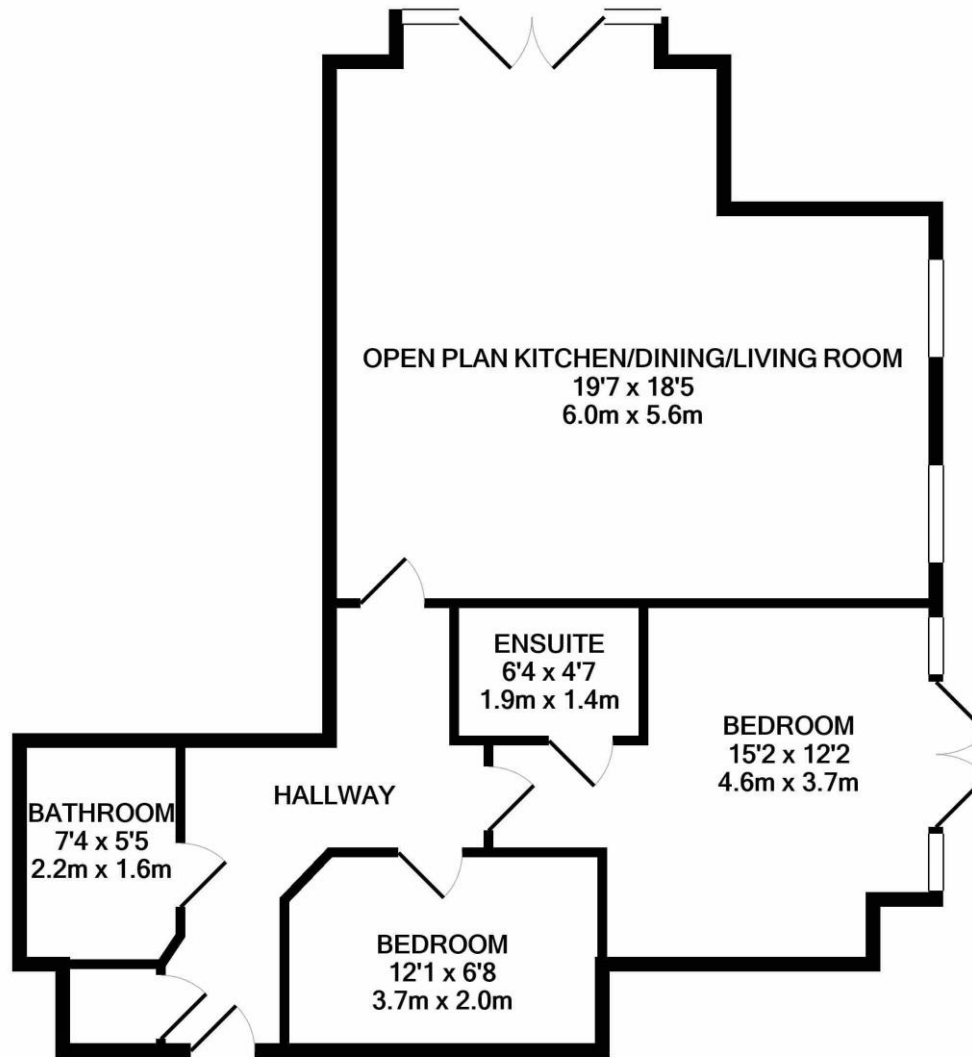 OPEN PLAN KITCHEN/DINING/LIVING ROOM
19'7 x 18'5
6.0m x 5.6m
ENSUITE
6'4 x 4'7
1.9m x 1.4m
BEDROOM
15'2 x 12'2
4.6m x 3.7m
HALLWAY
BATHROOM
7'4 x 5'5
2.2m x 1.6m
BEDROOM
12'1 x 6'8
3.7m x 2.0m